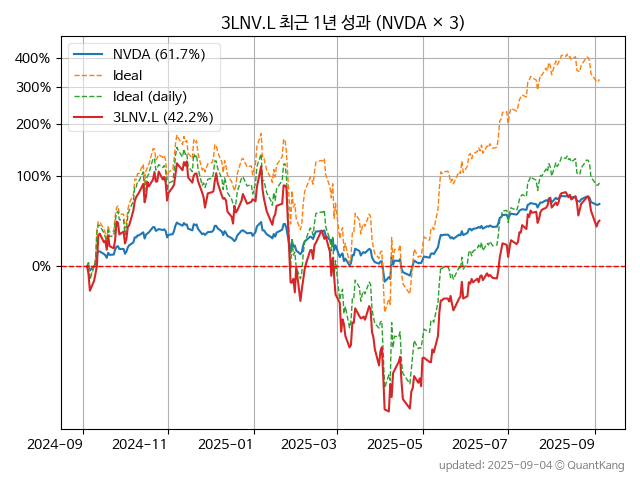 3LNV.L 최근 1년 성과 (NVDA × 3)
NVDA (61.7%)
Ideal
Ideal (daily)
3LNV.L (42.2%)
400%
300%
200%
100%
0%
2024-09 2024-11 2025-01 2025-03 2025-05 2025-07 2025-09
updated: 2025-09-04 © QuantKang